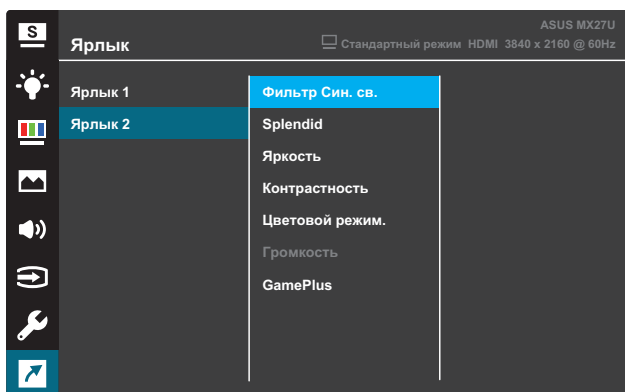 S
ASUS MX27U
Ярлык
Стандартный режим HDMI 3840 x 2160 @ 60Hz
Ярлык 1
Фильтр Син. св.
Ярлык 2
Splendid
Яркость
Контрастность
Цветовой режим.
Громкость
GamePlus